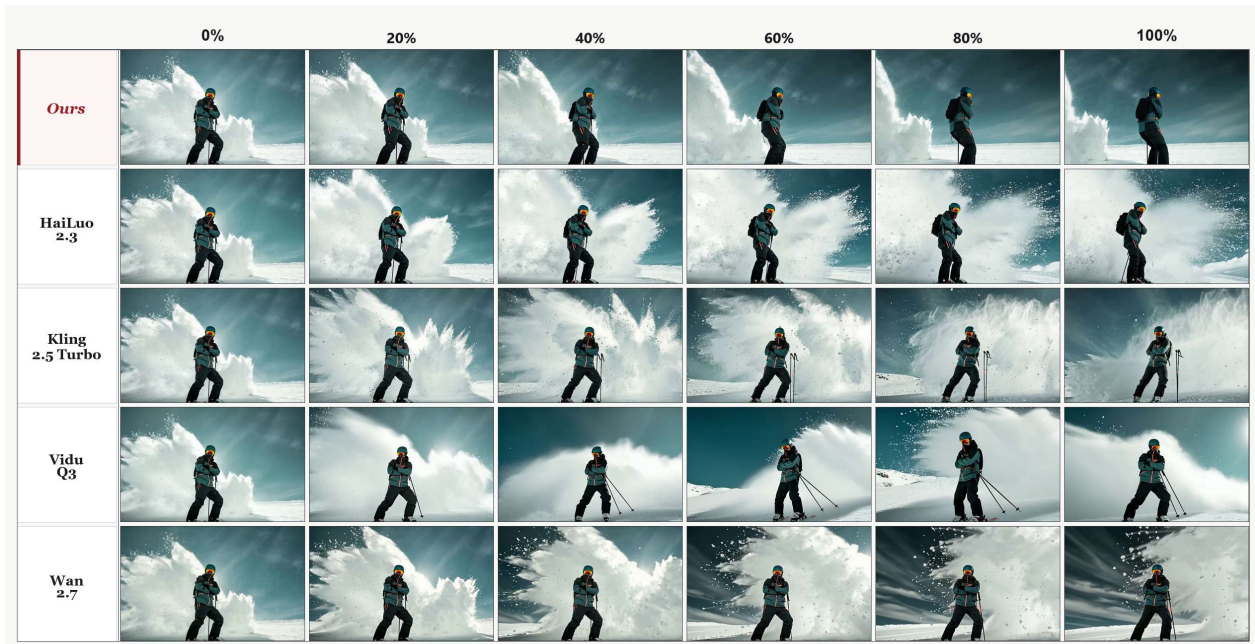 0% 20% 40% 60% 80% 100%
Ours
HaiLuo
2.3
Kling
2.5 Turbo
Vidu
Q3
Wan
2.7